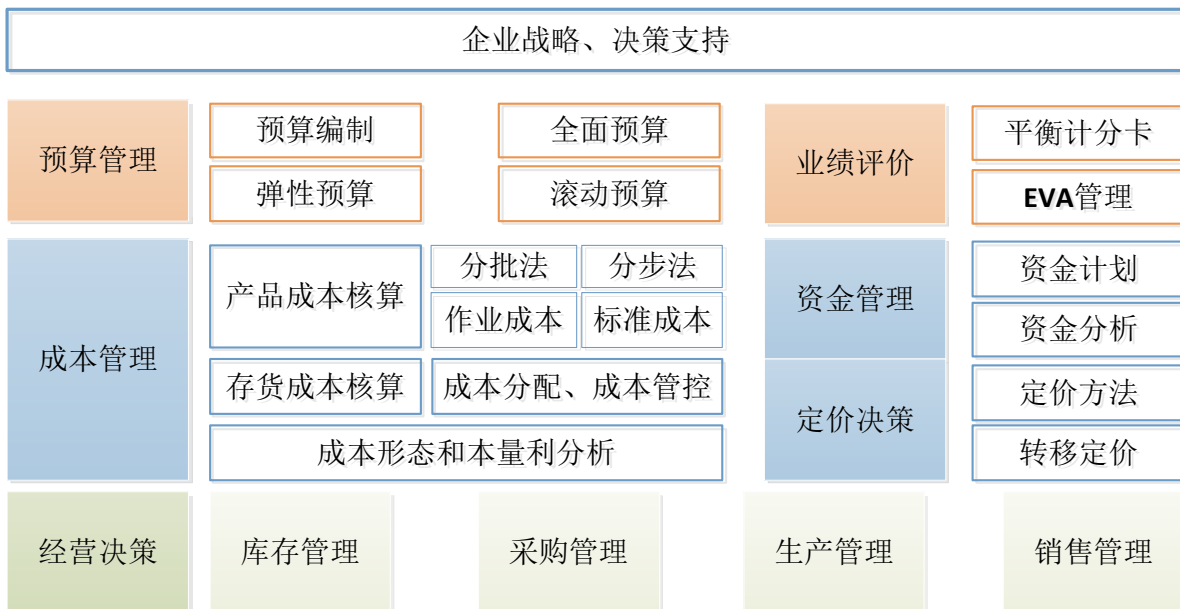 企业战略、决策支持
预算管理
预算编制
全面预算
弹性预算
滚动预算
业绩评价
平衡计分卡
EVA管理
成本管理
产品成本核算
分批法
分步法
作业成本
标准成本
存货成本核算
成本分配、成本管控
成本形态和本量利分析
资金管理
资金计划
资金分析
定价决策
定价方法
转移定价
经营决策
库存管理
采购管理
生产管理
销售管理